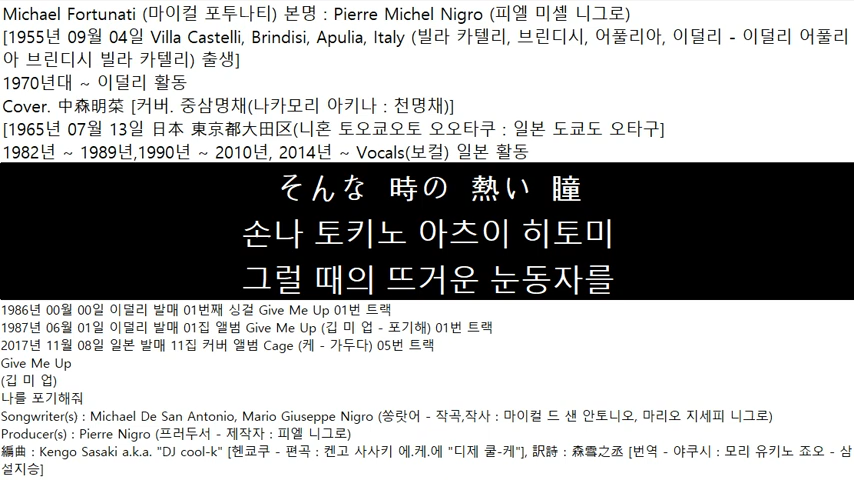 Michael Fortunati (마이컬 포투나티) 본명 : Pierre Michel Nigro (피엘 미셸 니그로)
[1955년 09월 04일 Villa Castelli, Brindisi, Apulia, Italy (빌라 카텔리, 브린디시, 어풀리아, 이덜리 - 이덜리 어풀리
아 브린디시 빌라 카텔리) 출생]
1970년대 ~ 이덜리 활동
Cover. 中森明菜 [커버. 중삼명채(나카모리 아키나 : 천명채)]
[1965년 07월 13일 日本 東京都大田区(니혼 토오쿄오토 오오타쿠 : 일본 도쿄도 오타구]
1982년 ~ 1989년,1990년 ~ 2010년, 2014년 ~ Vocals(보컬) 일본 활동
そんな 時の 熱い 瞳
손나 토키노 아츠이 히토미
그럴 때의 뜨거운 눈동자를
1986년 00월 00일 이덜리 발매 01번째 싱걸 Give Me Up 01번 트랙
1987년 06월 01일 이덜리 발매 01집 앨범 Give Me Up (깁 미 업 - 포기해) 01번 트랙
2017년 11월 08일 일본 발매 11집 커버 앨범 Cage (케 - 가두다) 05번 트랙
Give Me Up
(깁 미 업)
나를 포기해줘
Songwriter(s) : Michael De San Antonio, Mario Giuseppe Nigro (쏭랏어 - 작곡,작사 : 마이컬 드 샌 안토니오, 마리오 지세피 니그로)
Producer(s) : Pierre Nigro (프러두서 - 제작자 : 피엘 니그로)
編曲 : Kengo Sasaki a.k.a. "DJ cool-k" [헨쿄쿠 - 편곡 : 켄고 사사키 에.케.에 "디제 쿨-케"], 訳詩 : 森雪之丞 [번역 - 야쿠시 : 모리 유키노 죠오 - 삼
설지승]